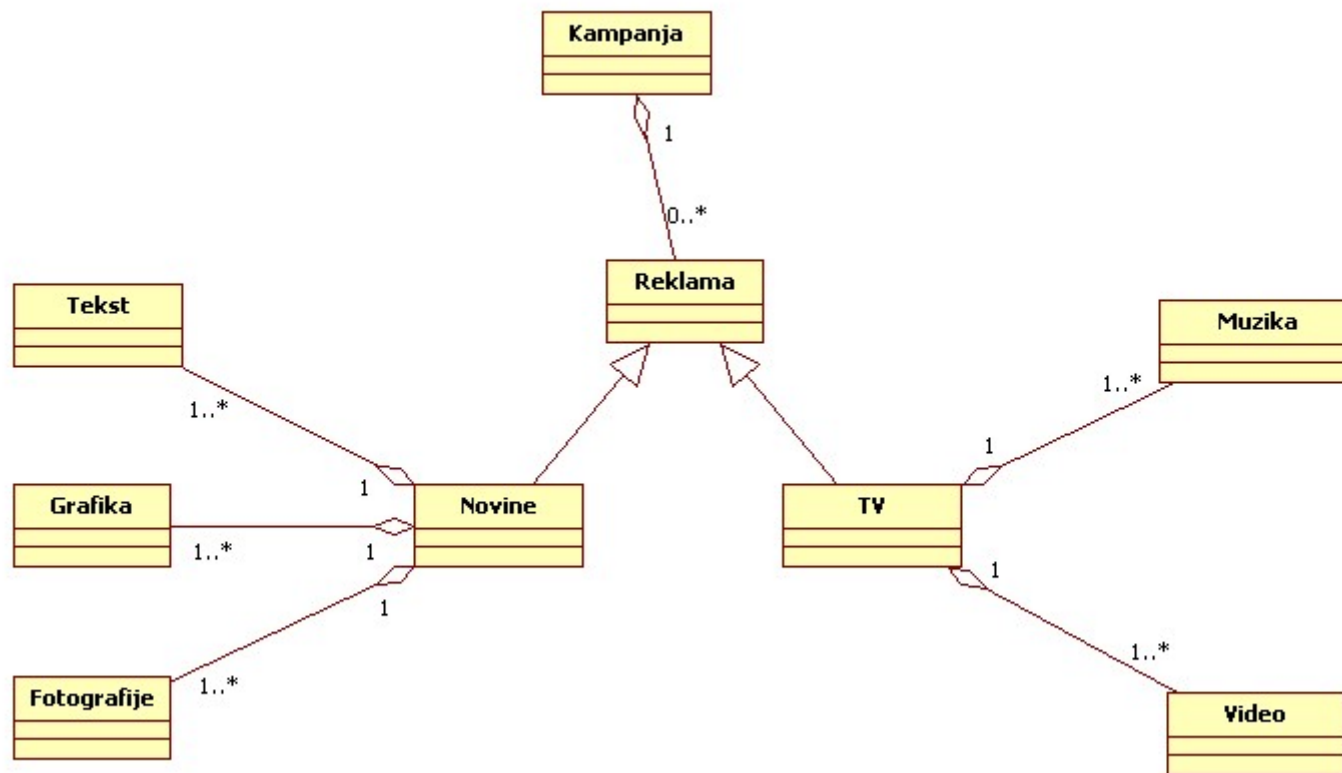 Kampanja
1
0..*
Reklama
Tekst
1..*
Muzika
1..*
1
1
Grafika
1..*
1
Novine
TV
1
1
1..*
Fotografije
1..*
Video